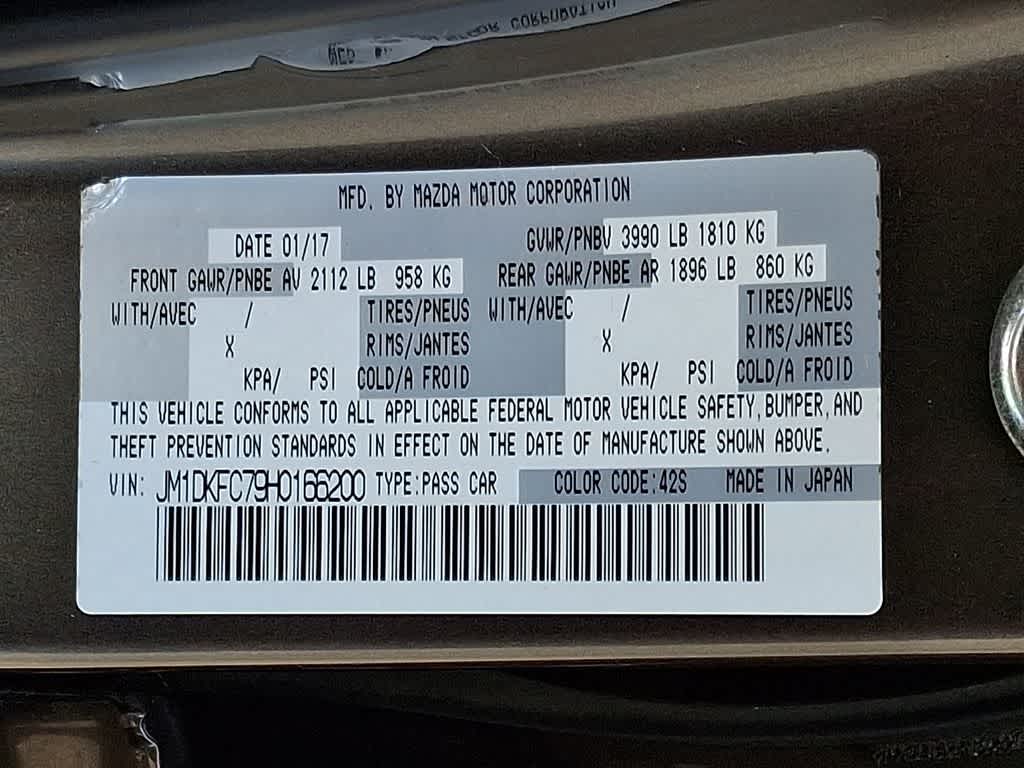 MFD. BY MAZDA MOTOR CORPORATION
DATE 01/17 GVWR/PNBV 3990 LB 1810 KG
FRONT GAWR/PNBE AV 2112 LB 958 KG REAR GAWR/PNBE AR 1896 LB 860 KG
WITH/AVEC / TIRES/PNEUS WITH/AVEC / TIRES/PNEUS
X RIMS/JANTES X RIMS/JANTES
KPA/ PSI COLD/A FROID KPA/ PSI COLD/A FROID
THIS VEHICLE CONFORMS TO ALL APPLICABLE FEDERAL MOTOR VEHICLE SAFETY, BUMPER, AND
THEFT PREVENTION STANDARDS IN EFFECT ON THE DATE OF MANUFACTURE SHOWN ABOVE.
VIN: JM1DKFC79H0166200 TYPE:PASS CAR COLOR CODE:42S MADE IN JAPAN